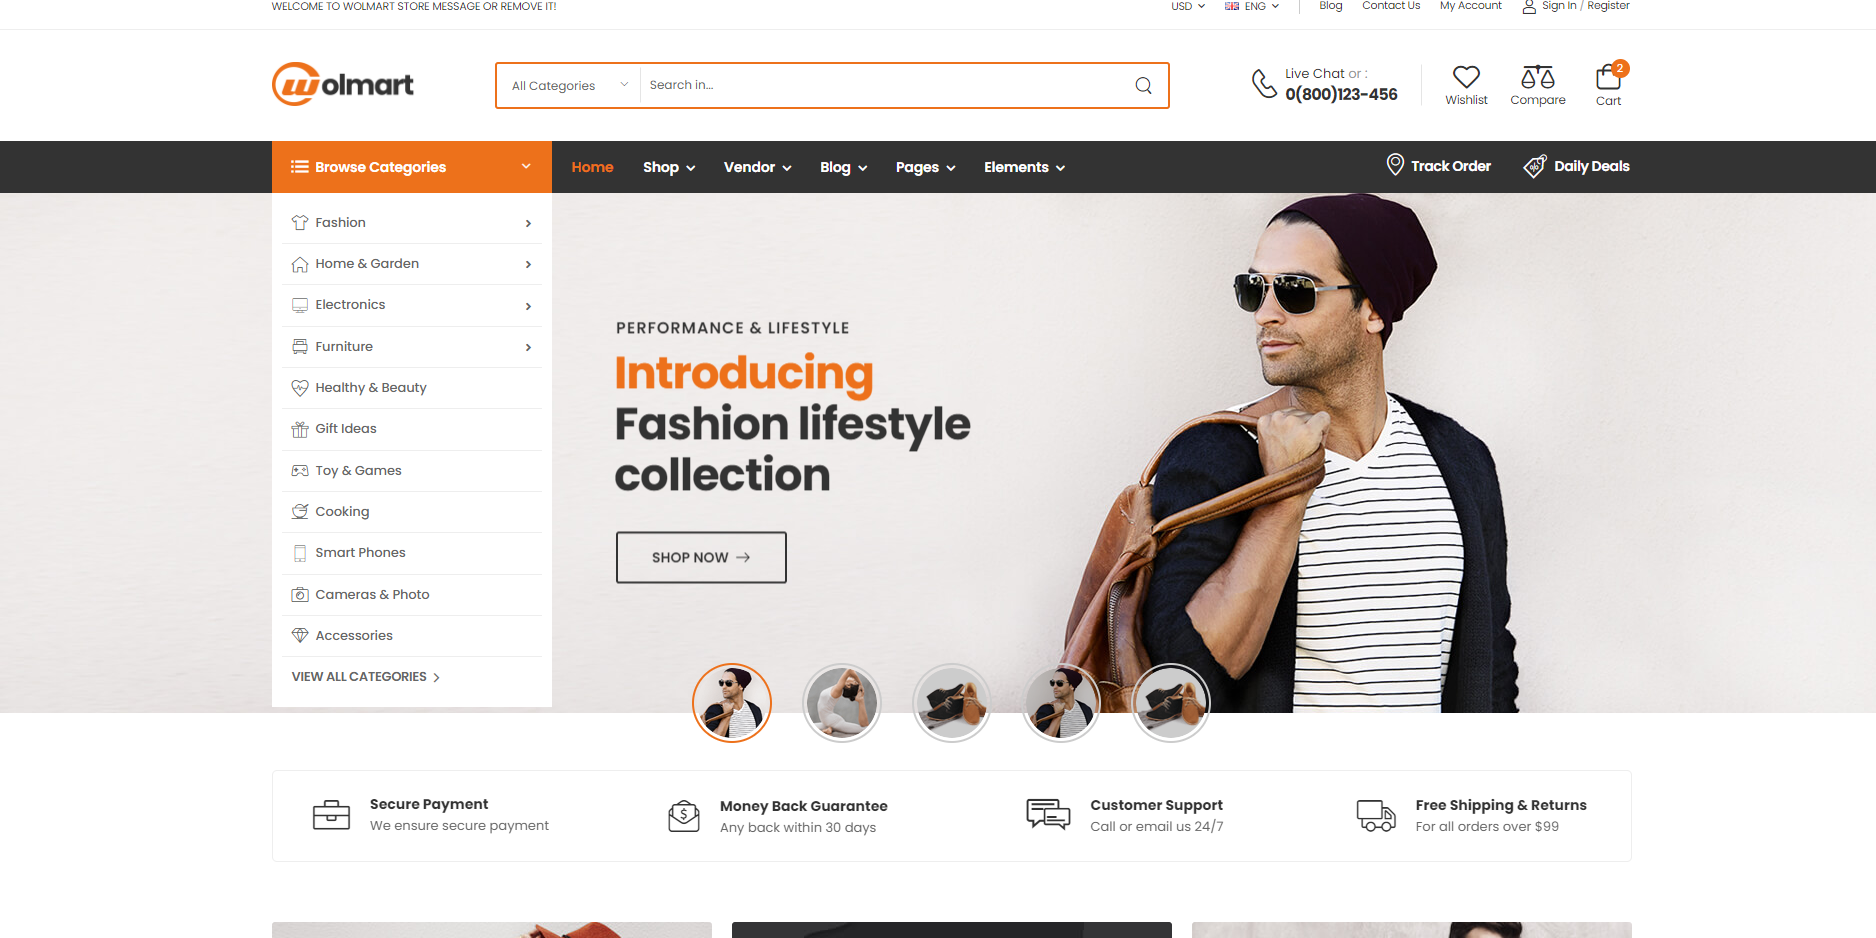 WELCOME TO WOLMART STORE MESSAGE OR REMOVE IT!
USD
ENG
Blog
Contact Us
My Account
Sign In / Register
Wolmart
All Categories
Search in...
Live Chat or :
0(800)123-456
Wishlist
Compare
2
Cart
Browse Categories
Home
Shop
Vendor
Blog
Pages
Elements
Track Order
Daily Deals
Fashion
Home & Garden
Electronics
Furniture
Healthy & Beauty
Gift Ideas
Toy & Games
Cooking
Smart Phones
Cameras & Photo
Accessories
VIEW ALL CATEGORIES
PERFORMANCE & LIFESTYLE
Introducing
Fashion lifestyle
collection
SHOP NOW
Secure Payment
We ensure secure payment
Money Back Guarantee
Any back within 30 days
Customer Support
Call or email us 24/7
Free Shipping & Returns
For all orders over $99